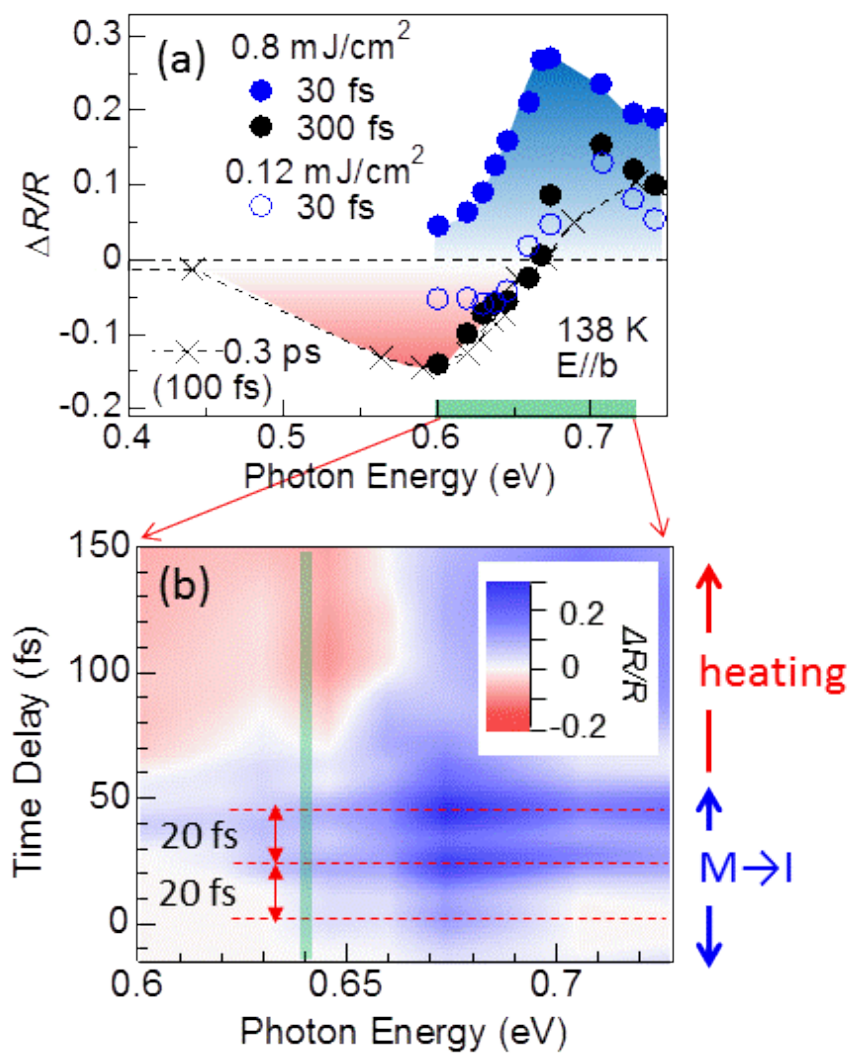 (a)
0.8 mJ/cm²
30 fs
300 fs
0.12 mJ/cm²
30 fs
0.3
0.2
0.1
0
-0.1
-0.2
ΔR/R
0.3 ps
(100 fs)
138 K
E//b
0.4 0.5 0.6 0.7
Photon Energy (eV)
(b)
150
100
50
0
Time Delay (fs)
0.2
0
-0.2
ΔR/R
20 fs
20 fs
heating
M→I
0.6 0.65 0.7
Photon Energy (eV)